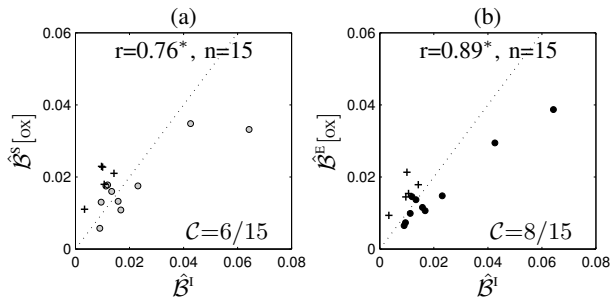 (a)
r=0.76*, n=15
0.06
0.04
0.02
0
0 0.02 0.04 0.06 0.08
C=6/15
B̂ᔆ[ox]
B̂ᴵ
(b)
r=0.89*, n=15
0.06
0.04
0.02
0
0 0.02 0.04 0.06 0.08
C=8/15
B̂ᴱ[ox]
B̂ᴵ